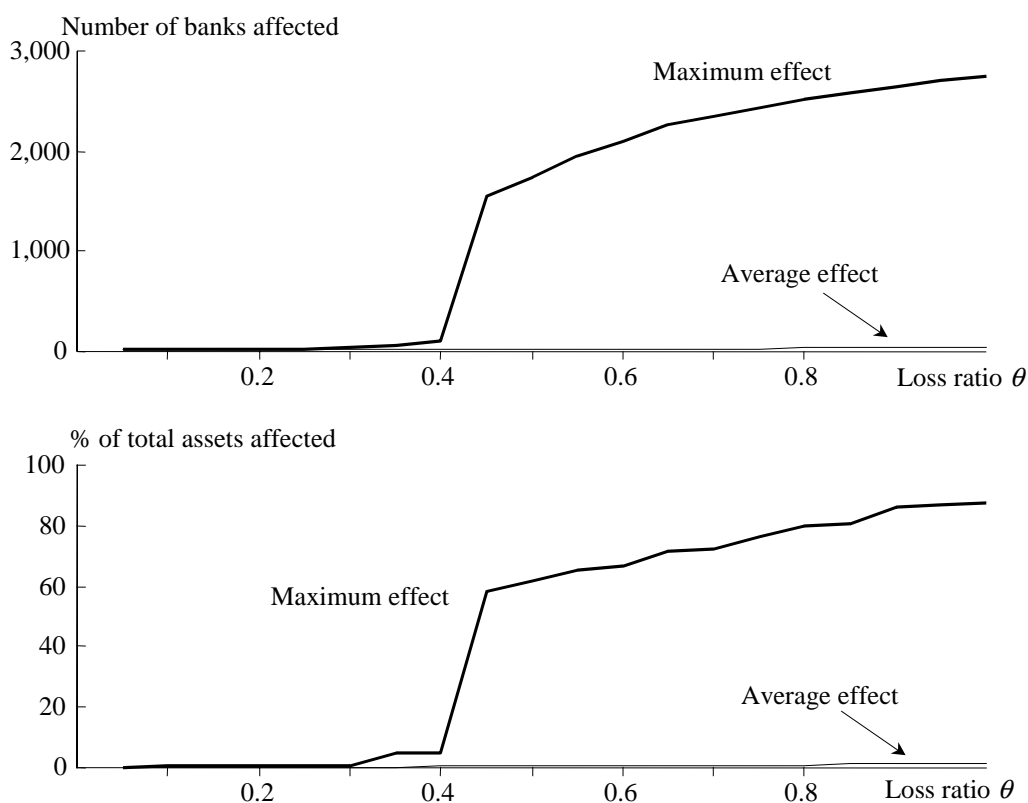 Number of banks affected
3,000
Maximum effect
2,000
1,000
Average effect
0
0.2 0.4 0.6 0.8 Loss ratio θ
% of total assets affected
100
80
60
Maximum effect
40
20
Average effect
0
0.2 0.4 0.6 0.8 Loss ratio θ